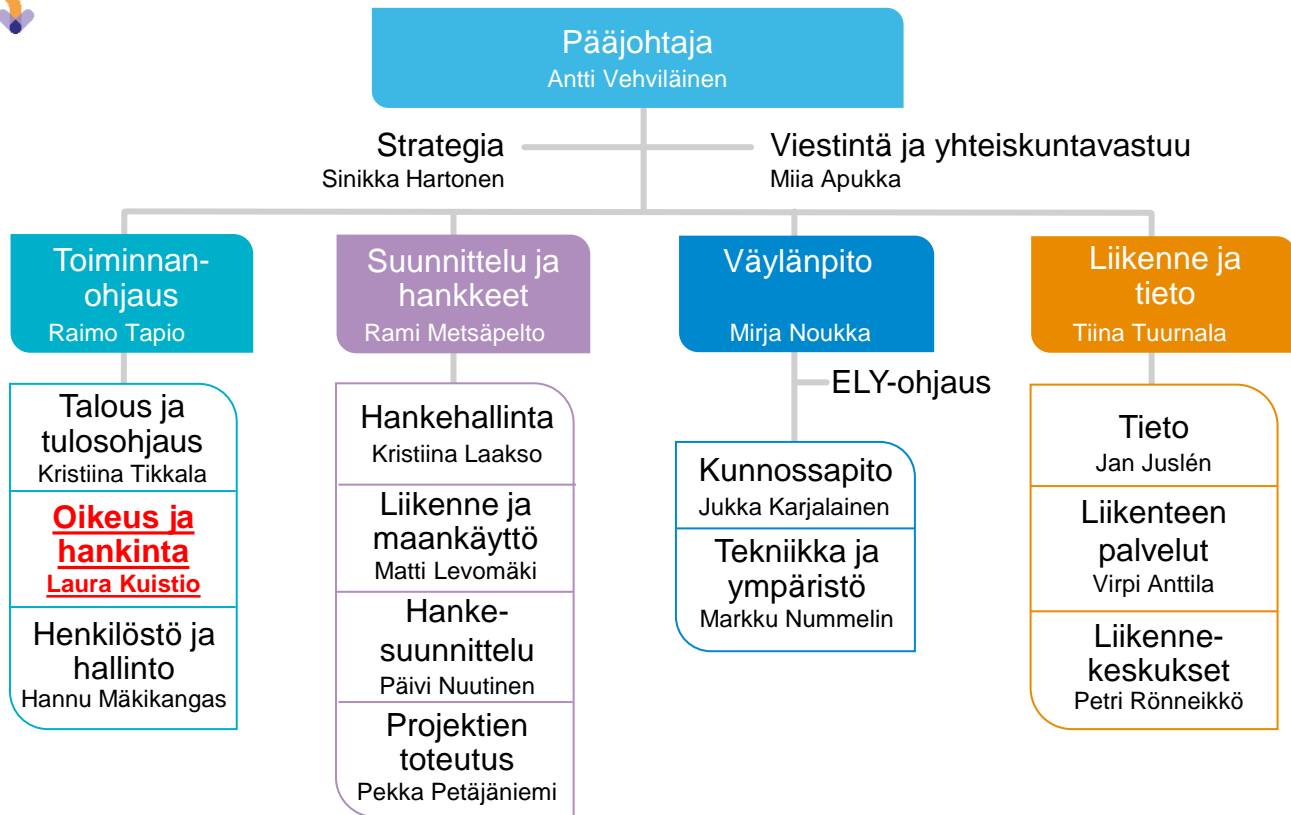 Pääjohtaja
Antti Vehviläinen
Strategia
Sinikka Hartonen
Viestintä ja yhteiskuntavastuu
Miia Apukka
Toiminnan-
ohjaus
Raimo Tapio
Talous ja
tulosohjaus
Kristiina Tikkala
Oikeus ja
hankinta
Laura Kuistio
Henkilöstö ja
hallinto
Hannu Mäkikangas
Suunnittelu ja
hankkeet
Rami Metsäpelto
Hankehallinta
Kristiina Laakso
Liikenne ja
maankäyttö
Matti Levomäki
Hanke-
suunnittelu
Päivi Nuutinen
Projektien
toteutus
Pekka Petäjäniemi
Väylänpito
Mirja Noukka
ELY-ohjaus
Kunnossapito
Jukka Karjalainen
Tekniikka ja
ympäristö
Markku Nummelin
Liikenne ja
tieto
Tiina Tuurnala
Tieto
Jan Juslén
Liikenteen
palvelut
Virpi Anttila
Liikenne-
keskukset
Petri Rönneikkö